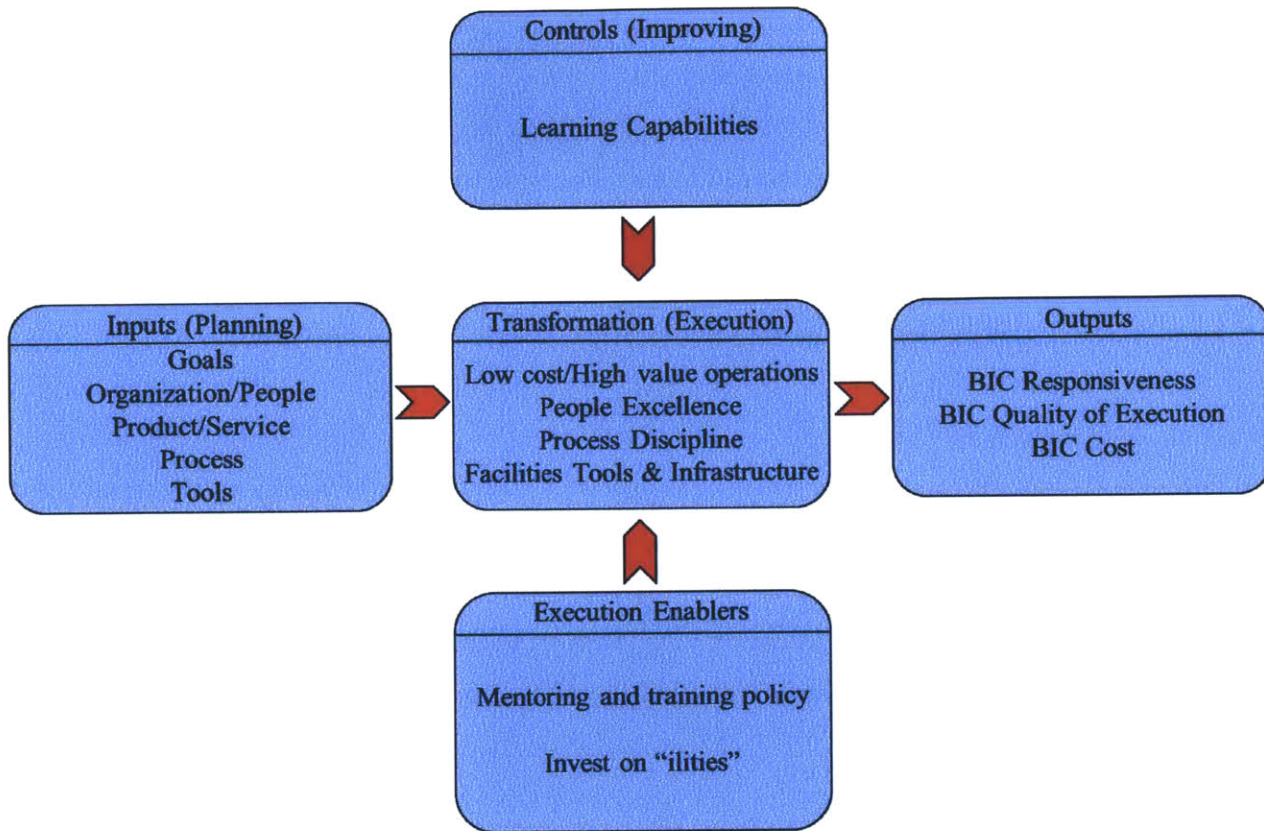 Controls (Improving)
Learning Capabilities
Inputs (Planning)
Goals
Organization/People
Product/Service
Process
Tools
Transformation (Execution)
Low cost/High value operations
People Excellence
Process Discipline
Facilities Tools & Infrastructure
Outputs
BIC Responsiveness
BIC Quality of Execution
BIC Cost
Execution Enablers
Mentoring and training policy
Invest on “ilities”